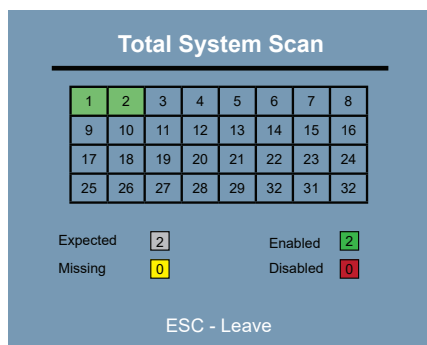 Total System Scan
1 2 3 4 5 6 7 8
9 10 11 12 13 14 15 16
17 18 19 20 21 22 23 24
25 26 27 28 29 32 31 32
Expected 2 Enabled 2
Missing 0 Disabled 0
ESC - Leave